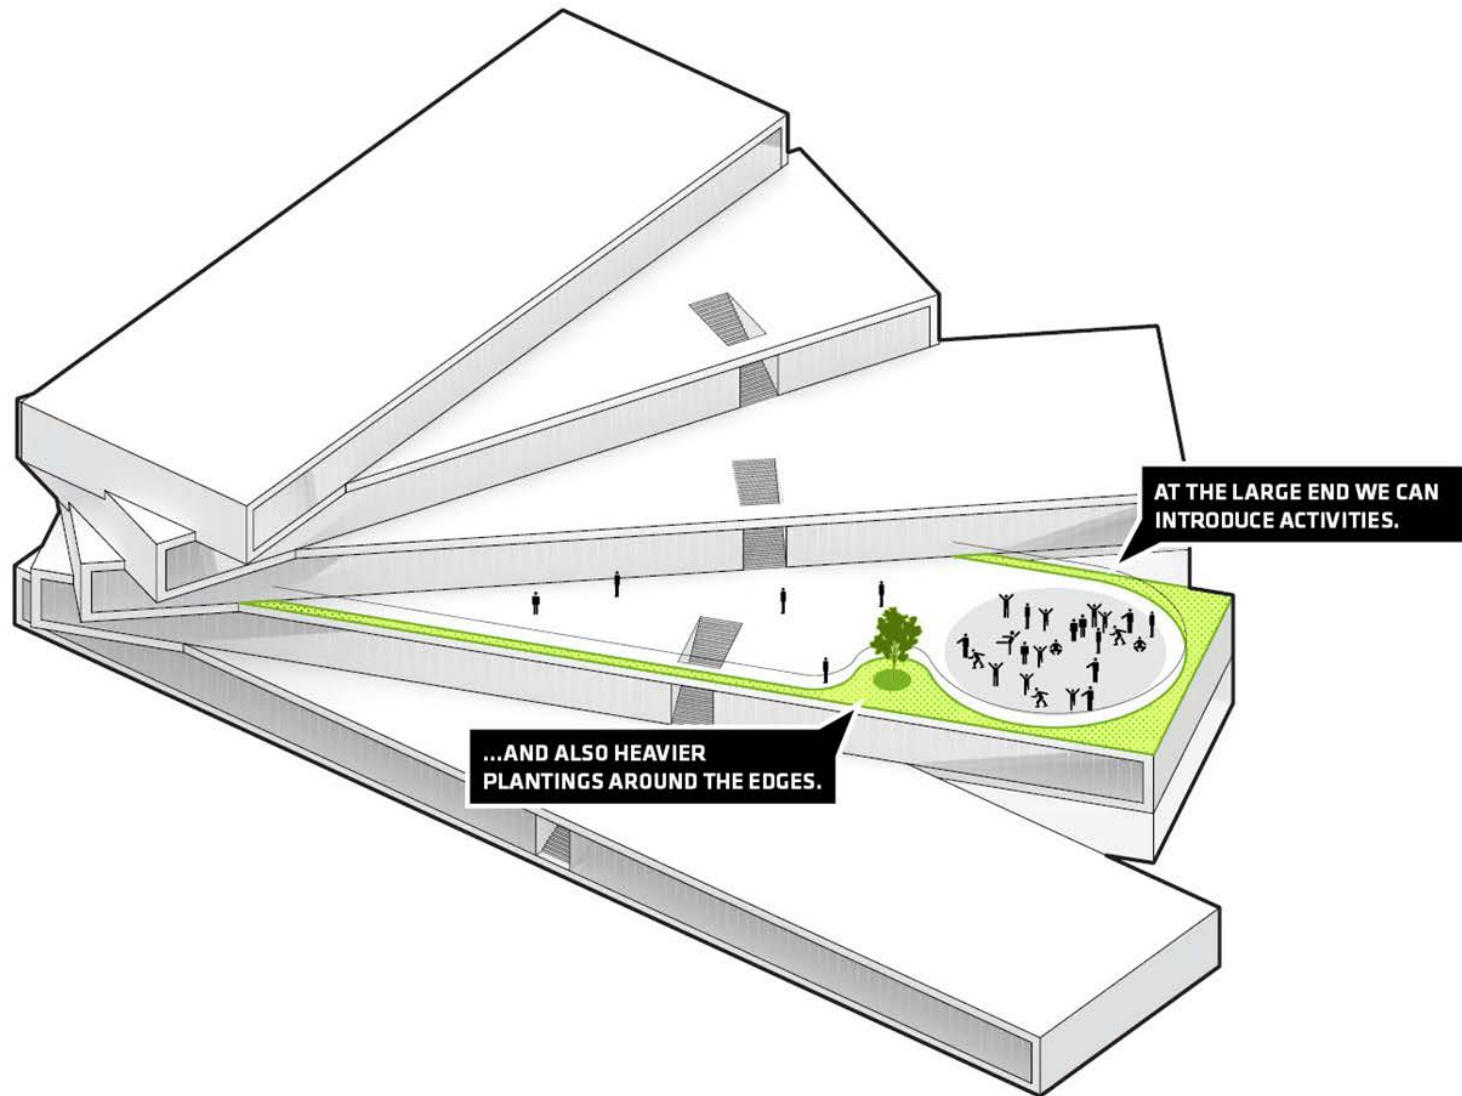 AT THE LARGE END WE CAN
INTRODUCE ACTIVITIES.
...AND ALSO HEAVIER
PLANTINGS AROUND THE EDGES.